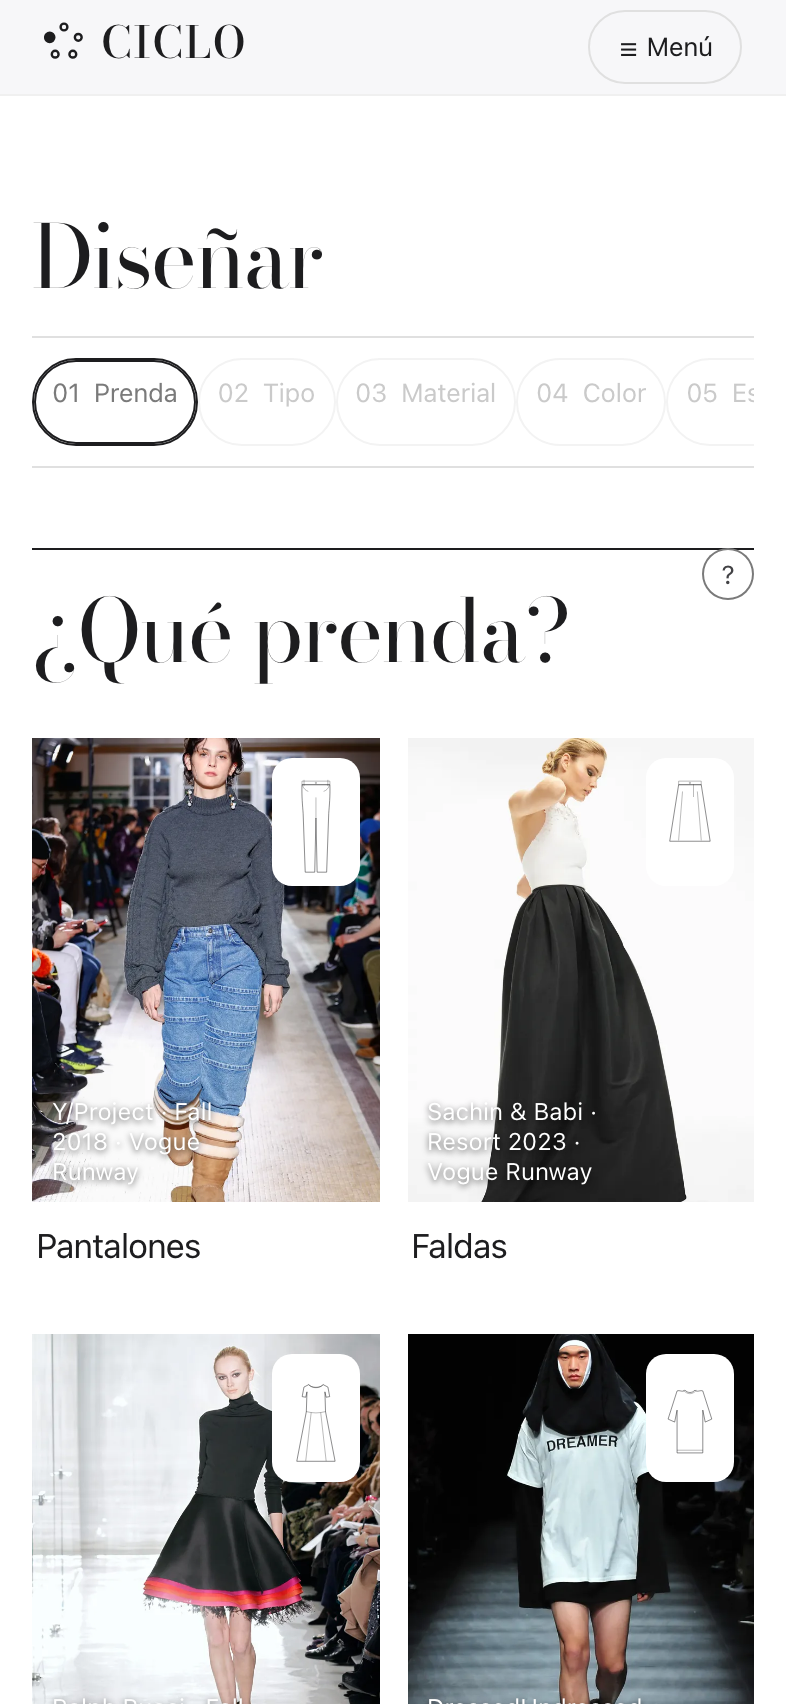 CICLO
≡ Menú
Diseñar
01 Prenda
02 Tipo
03 Material
04 Color
05
?
¿Qué prenda?
Y/Project · Fall
2018 · Vogue
Runway
Sachin & Babi ·
Resort 2023 ·
Vogue Runway
Pantalones
Faldas
DREAMER